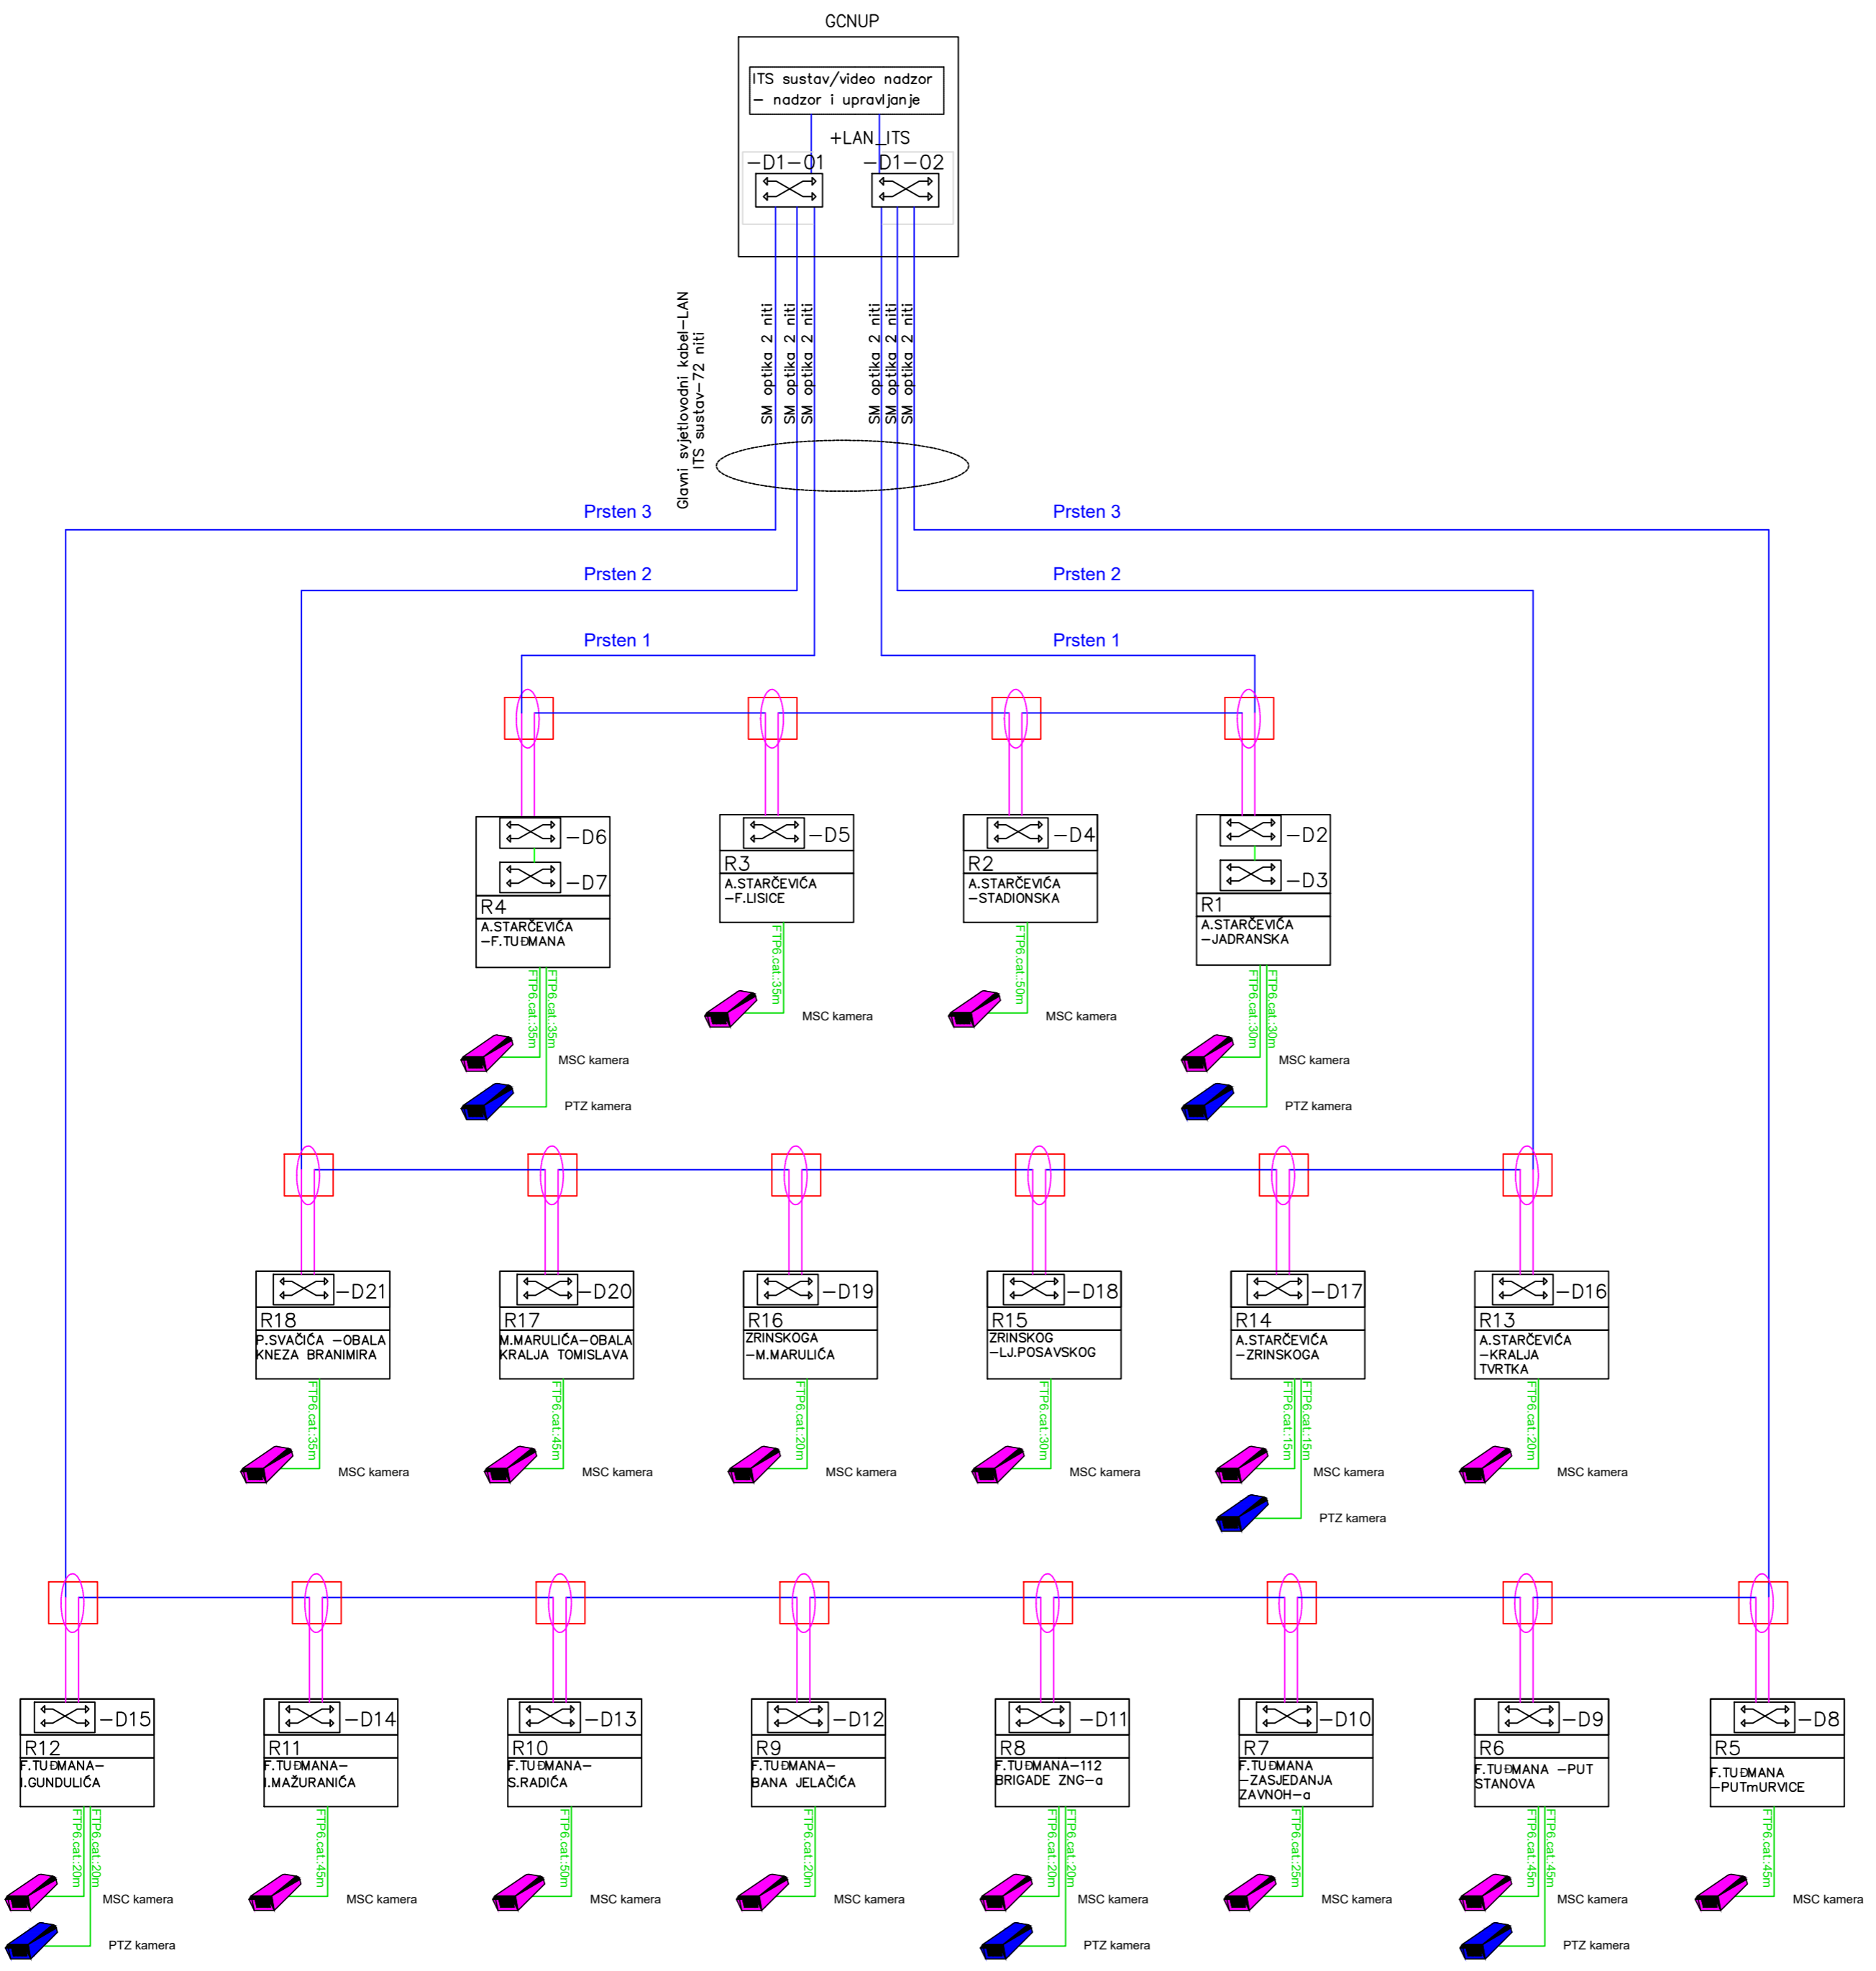 GCNUP
ITS sustav/video nadzor
– nadzor i upravljanje
+LAN_ITS
–D1–01
–D1–02
Glavni svjetlovodni kabel–LAN
ITS sustav–72 niti
SM optika 2 niti
SM optika 2 niti
SM optika 2 niti
SM optika 2 niti
SM optika 2 niti
SM optika 2 niti
Prsten 3
Prsten 3
Prsten 2
Prsten 2
Prsten 1
Prsten 1
–D6
–D7
R4
A.STARČEVIĆA
–F.TUĐMANA
FTP6.cat.:35m
FTP6.cat.:35m
MSC kamera
PTZ kamera
–D5
R3
A.STARČEVIĆA
–F.LISICE
FTP6.cat.:35m
MSC kamera
–D4
R2
A.STARČEVIĆA
–STADIONSKA
FTP6.cat.:50m
MSC kamera
–D2
–D3
R1
A.STARČEVIĆA
–JADRANSKA
FTP6.cat.:30m
FTP6.cat.:30m
MSC kamera
PTZ kamera
–D21
R18
P.SVAČIĆA –OBALA
KNEZA BRANIMIRA
FTP6.cat.:35m
MSC kamera
–D20
R17
M.MARULIĆA–OBALA
KRALJA TOMISLAVA
FTP6.cat.:45m
MSC kamera
–D19
R16
ZRINSKOGA
–M.MARULIĆA
FTP6.cat.:20m
MSC kamera
–D18
R15
ZRINSKOG
–LJ.POSAVSKOG
FTP6.cat.:30m
MSC kamera
–D17
R14
A.STARČEVIĆA
–ZRINSKOGA
FTP6.cat.:15m
FTP6.cat.:15m
MSC kamera
PTZ kamera
–D16
R13
A.STARČEVIĆA
–KRALJA
TVRTKA
FTP6.cat.:20m
MSC kamera
–D15
R12
F.TUĐMANA–
I.GUNDULIĆA
FTP6.cat.:20m
FTP6.cat.:20m
MSC kamera
PTZ kamera
–D14
R11
F.TUĐMANA–
I.MAŽURANIĆA
FTP6.cat.:45m
MSC kamera
–D13
R10
F.TUĐMANA–
S.RADIĆA
FTP6.cat.:50m
MSC kamera
–D12
R9
F.TUĐMANA–
BANA JELAČIĆA
FTP6.cat.:20m
MSC kamera
–D11
R8
F.TUĐMANA–112
BRIGADE ZNG–a
FTP6.cat.:20m
FTP6.cat.:20m
MSC kamera
PTZ kamera
–D10
R7
F.TUĐMANA
–ZASJEDANJA
ZAVNOH–a
FTP6.cat.:25m
MSC kamera
–D9
R6
F.TUĐMANA –PUT
STANOVA
FTP6.cat.:45m
FTP6.cat.:45m
MSC kamera
PTZ kamera
–D8
R5
F.TUĐMANA
–PUTmURVICE
FTP6.cat.:45m
MSC kamera